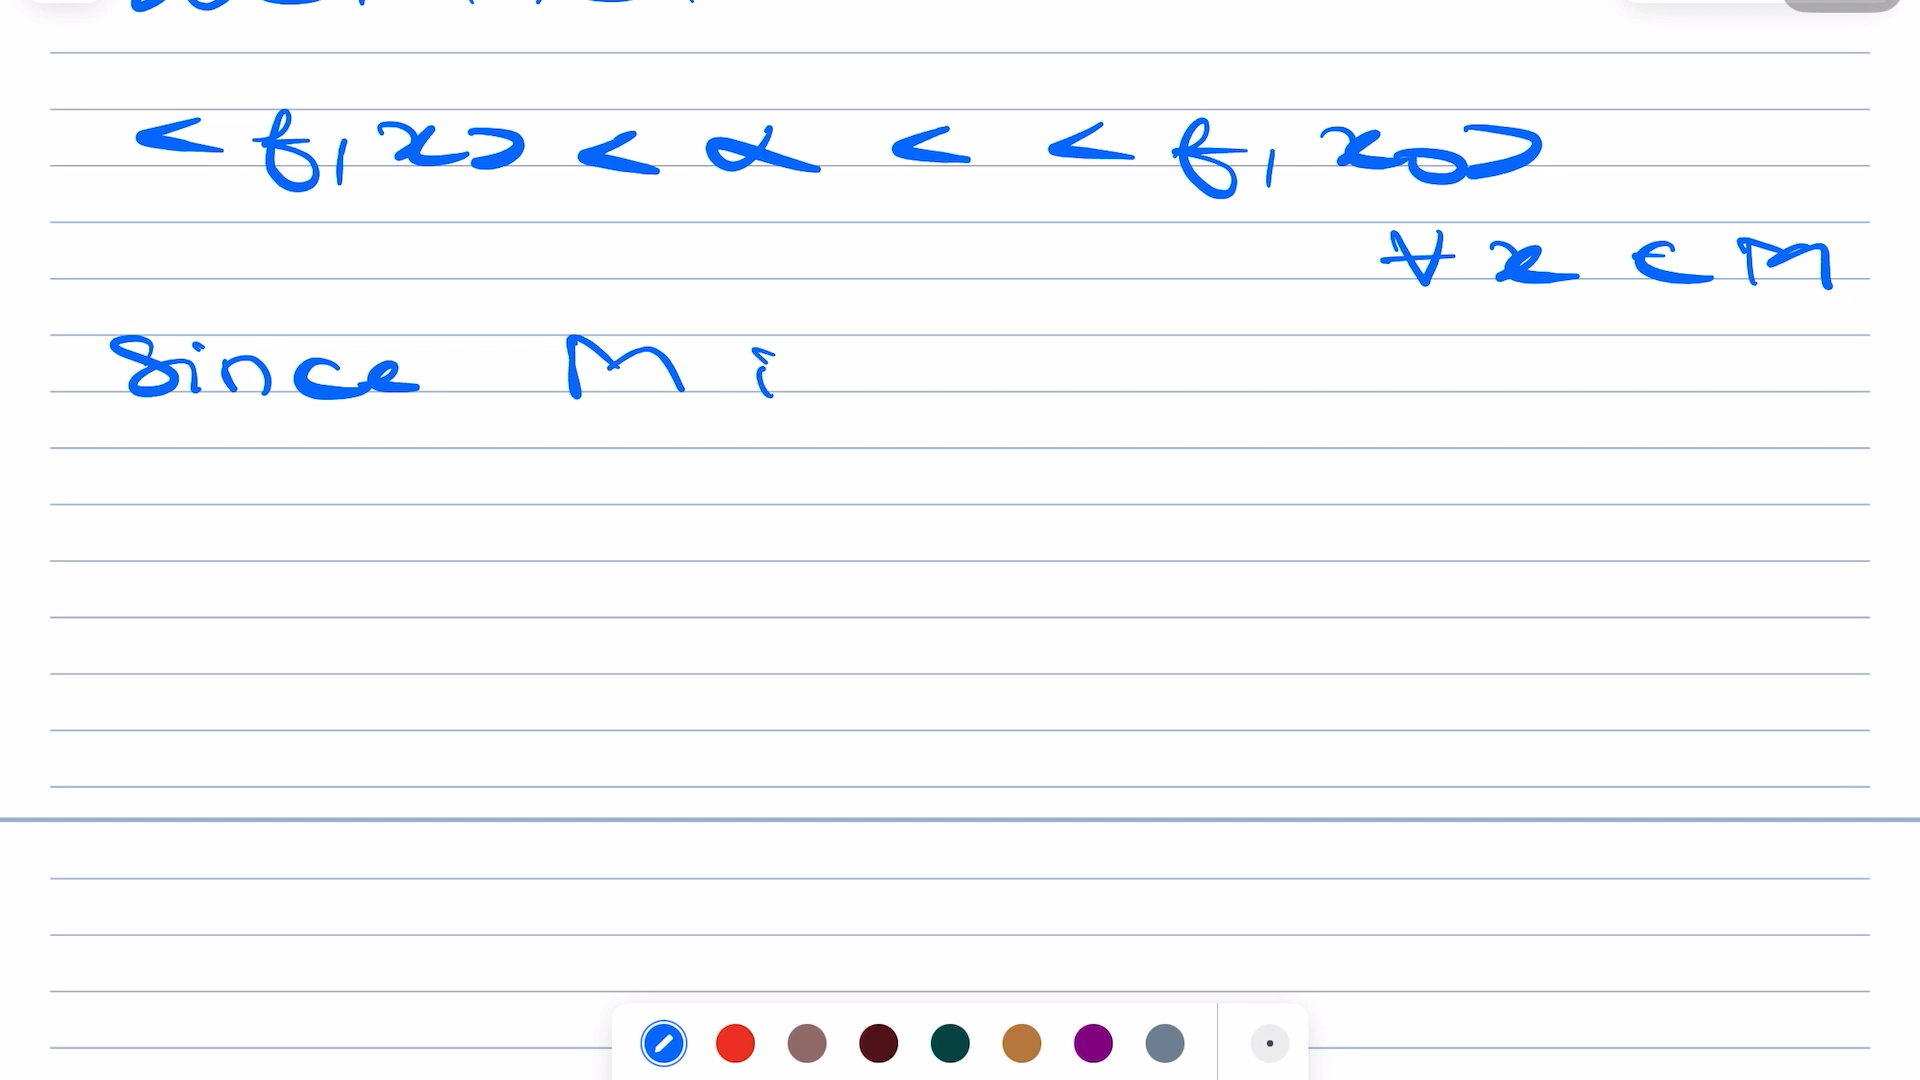 < f, x > < α < < f, x₀ >
∀ x ∈ M
Since M i